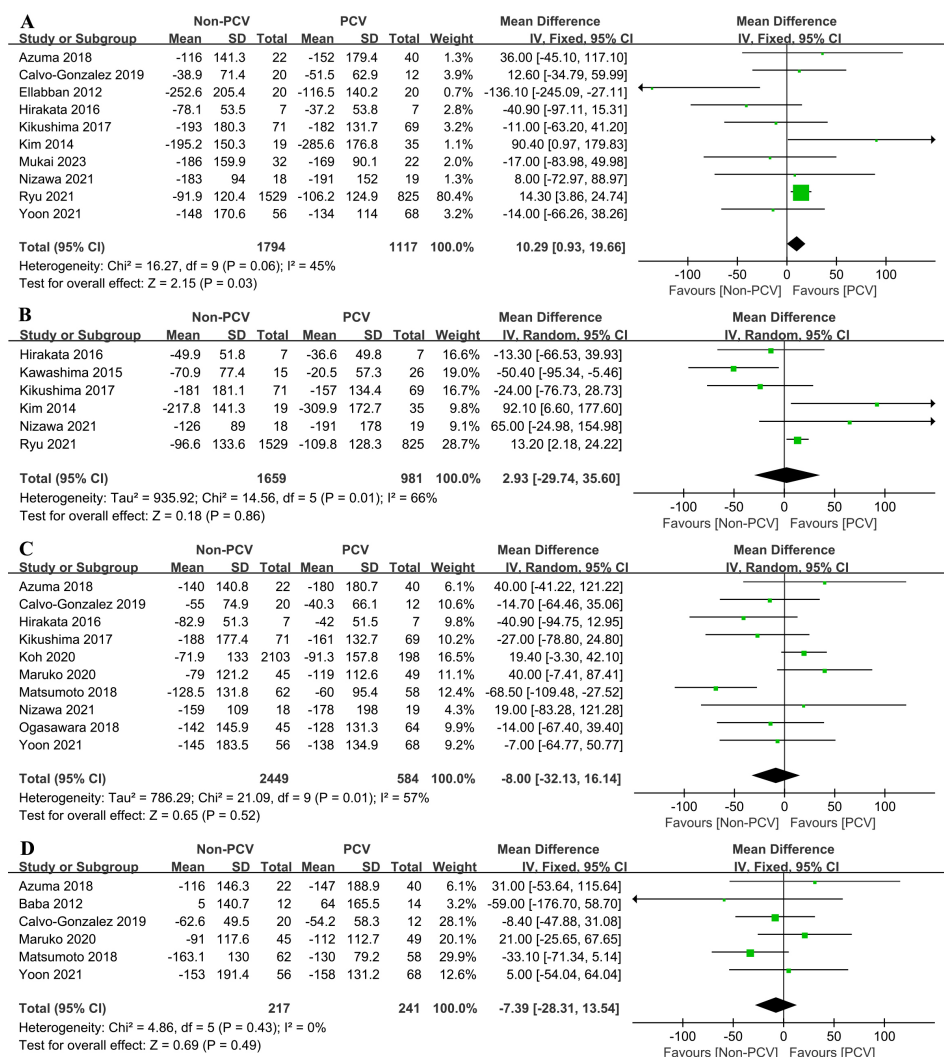 A
Non-PCV PCV Mean Difference Mean Difference
Study or Subgroup Mean SD Total Mean SD Total Weight IV, Fixed, 95% CI IV, Fixed, 95% CI
Azuma 2018 -116 141.3 22 -152 179.4 40 1.3% 36.00 [-45.10, 117.10]
Calvo-Gonzalez 2019 -38.9 71.4 20 -51.5 62.9 12 3.9% 12.60 [-34.79, 59.99]
Ellabban 2012 -252.6 205.4 20 -116.5 140.2 20 0.7% -136.10 [-245.09, -27.11]
Hirakata 2016 -78.1 53.5 7 -37.2 53.8 7 2.8% -40.90 [-97.11, 15.31]
Kikushima 2017 -193 180.3 71 -182 131.7 69 3.2% -11.00 [-63.20, 41.20]
Kim 2014 -195.2 150.3 19 -285.6 176.8 35 1.1% 90.40 [0.97, 179.83]
Mukai 2023 -186 159.9 32 -169 90.1 22 2.0% -17.00 [-83.98, 49.98]
Nizawa 2021 -183 94 18 -191 152 19 1.3% 8.00 [-72.97, 88.97]
Ryu 2021 -91.9 120.4 1529 -106.2 124.9 825 80.4% 14.30 [3.86, 24.74]
Yoon 2021 -148 170.6 56 -134 114 68 3.2% -14.00 [-66.26, 38.26]
Total (95% CI) 1794 1117 100.0% 10.29 [0.93, 19.66]
Heterogeneity: Chi² = 16.27, df = 9 (P = 0.06); I² = 45%
Test for overall effect: Z = 2.15 (P = 0.03)
-100 -50 0 50 100
Favours [Non-PCV] Favours [PCV]
B
Non-PCV PCV Mean Difference Mean Difference
Study or Subgroup Mean SD Total Mean SD Total Weight IV, Random, 95% CI IV, Random, 95% CI
Hirakata 2016 -49.9 51.8 7 -36.6 49.8 7 16.6% -13.30 [-66.53, 39.93]
Kawashima 2015 -70.9 77.4 15 -20.5 57.3 26 19.0% -50.40 [-95.34, -5.46]
Kikushima 2017 -181 181.1 71 -157 134.4 69 16.7% -24.00 [-76.73, 28.73]
Kim 2014 -217.8 141.3 19 -309.9 172.7 35 9.8% 92.10 [6.60, 177.60]
Nizawa 2021 -126 89 18 -191 178 19 9.1% 65.00 [-24.98, 154.98]
Ryu 2021 -96.6 133.6 1529 -109.8 128.3 825 28.7% 13.20 [2.18, 24.22]
Total (95% CI) 1659 981 100.0% 2.93 [-29.74, 35.60]
Heterogeneity: Tau² = 935.92; Chi² = 14.56, df = 5 (P = 0.01); I² = 66%
Test for overall effect: Z = 0.18 (P = 0.86)
-100 -50 0 50 100
Favours [Non-PCV] Favours [PCV]
C
Non-PCV PCV Mean Difference Mean Difference
Study or Subgroup Mean SD Total Mean SD Total Weight IV, Random, 95% CI IV, Random, 95% CI
Azuma 2018 -140 140.8 22 -180 180.7 40 6.1% 40.00 [-41.22, 121.22]
Calvo-Gonzalez 2019 -55 74.9 20 -40.3 66.1 12 10.6% -14.70 [-64.46, 35.06]
Hirakata 2016 -82.9 51.3 7 -42 51.5 7 9.8% -40.90 [-94.75, 12.95]
Kikushima 2017 -188 177.4 71 -161 132.7 69 10.2% -27.00 [-78.80, 24.80]
Koh 2020 -71.9 133 2103 -91.3 157.8 198 16.5% 19.40 [-3.30, 42.10]
Maruko 2020 -79 121.2 45 -119 112.6 49 11.1% 40.00 [-7.41, 87.41]
Matsumoto 2018 -128.5 131.8 62 -60 95.4 58 12.4% -68.50 [-109.48, -27.52]
Nizawa 2021 -159 109 18 -178 198 19 4.4% 19.00 [-83.28, 121.28]
Ogasawara 2018 -142 145.9 45 -128 131.3 64 9.9% -14.00 [-67.40, 39.40]
Yoon 2021 -145 183.5 56 -138 134.9 68 9.2% -7.00 [-64.77, 50.77]
Total (95% CI) 2449 584 100.0% -8.00 [-32.13, 16.14]
Heterogeneity: Tau² = 786.29; Chi² = 21.09, df = 9 (P = 0.01); I² = 57%
Test for overall effect: Z = 0.65 (P = 0.52)
-100 -50 0 50 100
Favours [Non-PCV] Favours [PCV]
D
Non-PCV PCV Mean Difference Mean Difference
Study or Subgroup Mean SD Total Mean SD Total Weight IV, Fixed, 95% CI IV, Fixed, 95% CI
Azuma 2018 -116 146.3 22 -147 188.9 40 6.1% 31.00 [-53.64, 115.64]
Baba 2012 5 140.7 12 64 165.5 14 3.2% -59.00 [-176.70, 58.70]
Calvo-Gonzalez 2019 -62.6 49.5 20 -54.2 58.3 12 28.1% -8.40 [-47.88, 31.08]
Maruko 2020 -91 117.6 45 -112 112.7 49 20.1% 21.00 [-25.65, 67.65]
Matsumoto 2018 -163.1 130 62 -130 79.2 58 29.9% -33.10 [-71.34, 5.14]
Yoon 2021 -153 191.4 56 -158 131.2 68 12.6% 5.00 [-54.04, 64.04]
Total (95% CI) 217 241 100.0% -7.39 [-28.31, 13.54]
Heterogeneity: Chi² = 4.86, df = 5 (P = 0.43); I² = 0%
Test for overall effect: Z = 0.69 (P = 0.49)
-100 -50 0 50 100
Favours [Non-PCV] Favours [PCV]